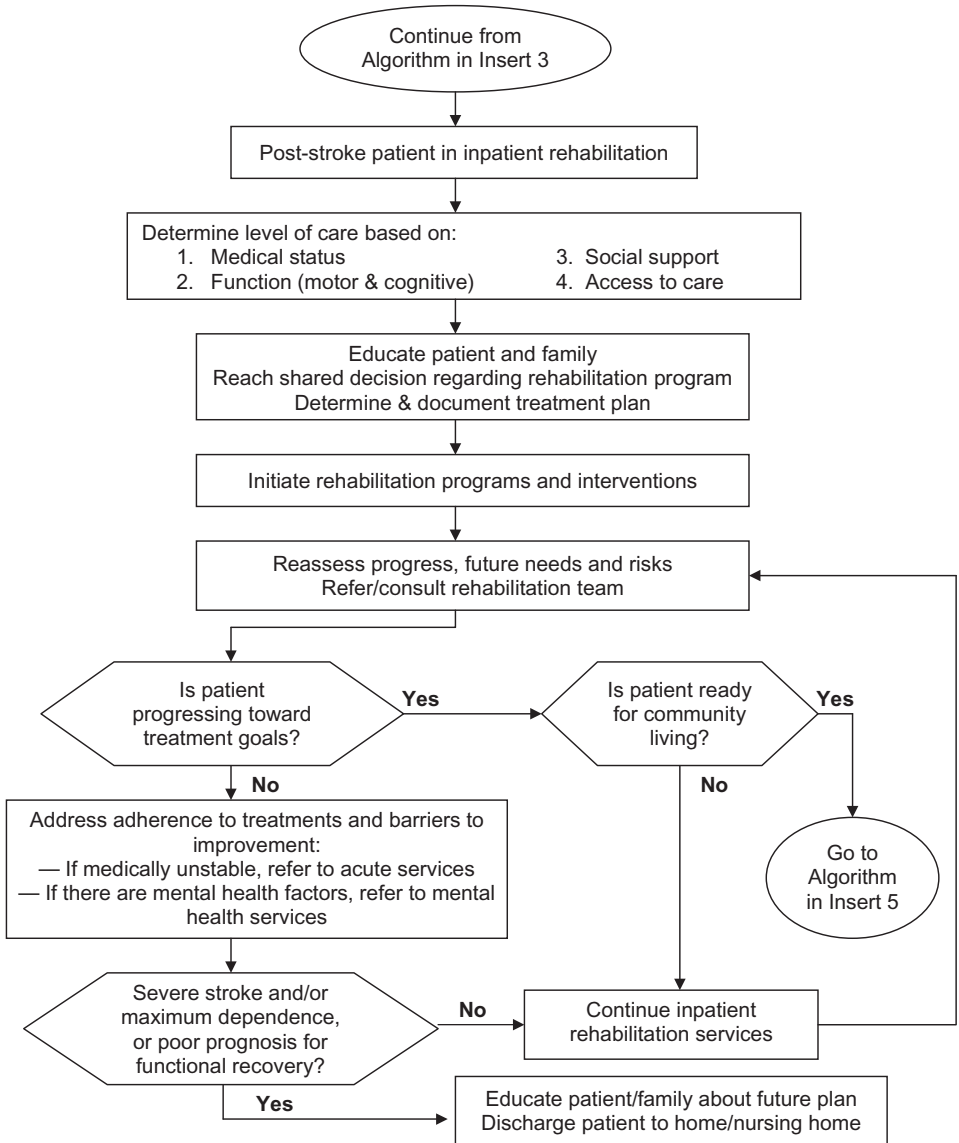 Continue from
Algorithm in Insert 3
Post-stroke patient in inpatient rehabilitation
Determine level of care based on:
1. Medical status
2. Function (motor & cognitive)
3. Social support
4. Access to care
Educate patient and family
Reach shared decision regarding rehabilitation program
Determine & document treatment plan
Initiate rehabilitation programs and interventions
Reassess progress, future needs and risks
Refer/consult rehabilitation team
Is patient
progressing toward
treatment goals?
Yes
Is patient ready
for community
living?
Yes
No
No
Address adherence to treatments and barriers to
improvement:
— If medically unstable, refer to acute services
— If there are mental health factors, refer to mental
health services
Go to
Algorithm
in Insert 5
Severe stroke and/or
maximum dependence,
or poor prognosis for
functional recovery?
No
Continue inpatient
rehabilitation services
Yes
Educate patient/family about future plan
Discharge patient to home/nursing home